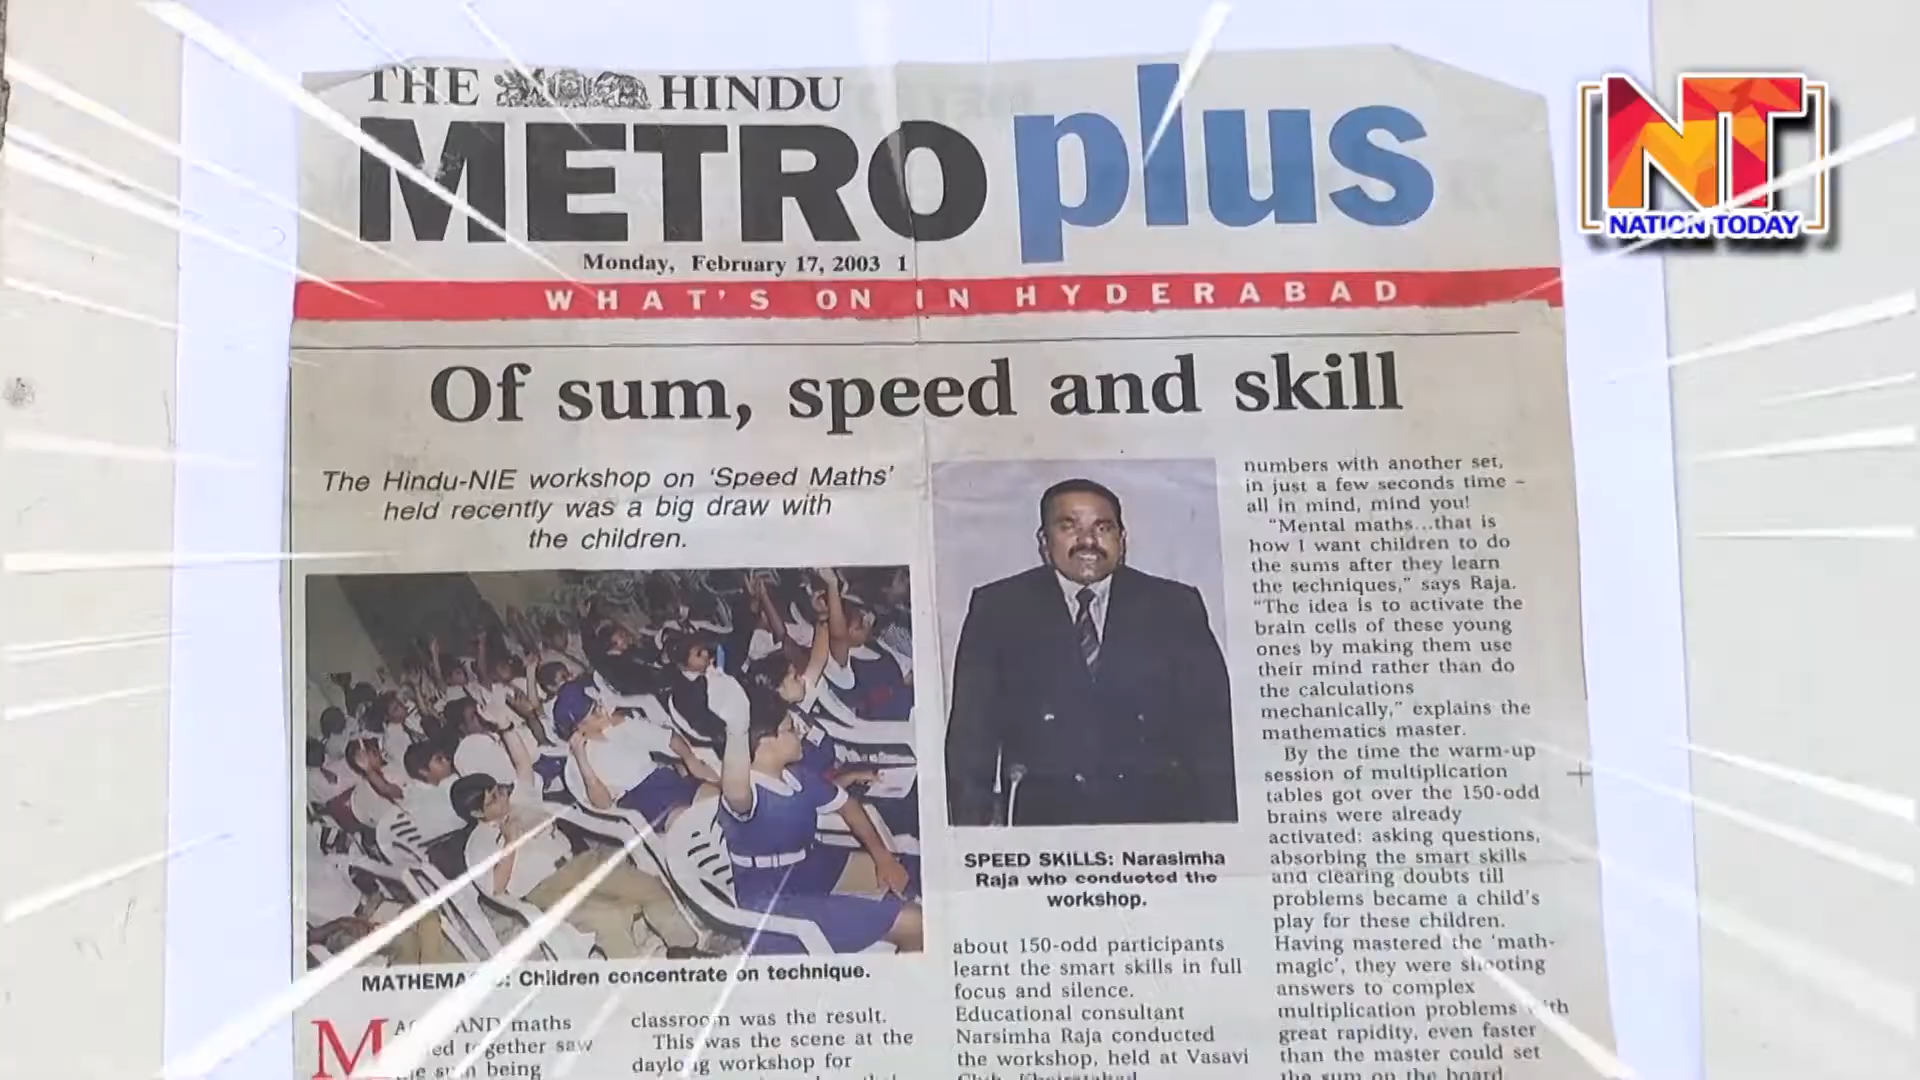 THE HINDU
METRO plus
Monday, February 17, 2003 1
WHAT'S ON IN HYDERABAD
NT
NATION TODAY
Of sum, speed and skill
The Hindu-NIE workshop on ‘Speed Maths’
held recently was a big draw with
the children.
Children concentrate on technique.
classroom was the result.
AND maths
This was the scene at the
together saw
workshop for
being
SPEED SKILLS: Narasimha
Raja who conducted the
workshop.
about 150-odd participants
learnt the smart skills in full
focus and silence.
Educational consultant
Narsimha Raja conducted
the workshop, held at Vasavi
numbers with another set,
in just a few seconds time –
all in mind, mind you!
“Mental maths...that is
how I want children to do
the sums after they learn
the techniques,” says Raja.
“The idea is to activate the
brain cells of these young
ones by making them use
their mind rather than do
the calculations
mechanically,” explains the
mathematics master.
By the time the warm-up
session of multiplication
tables got over the 150-odd
brains were already
activated: asking questions,
absorbing the smart skills
and clearing doubts till
problems became a child's
play for these children.
Having mastered the ‘math-
magic’, they were shooting
answers to complex
multiplication problems with
great rapidity, even faster
than the master could set
the sum on the board.